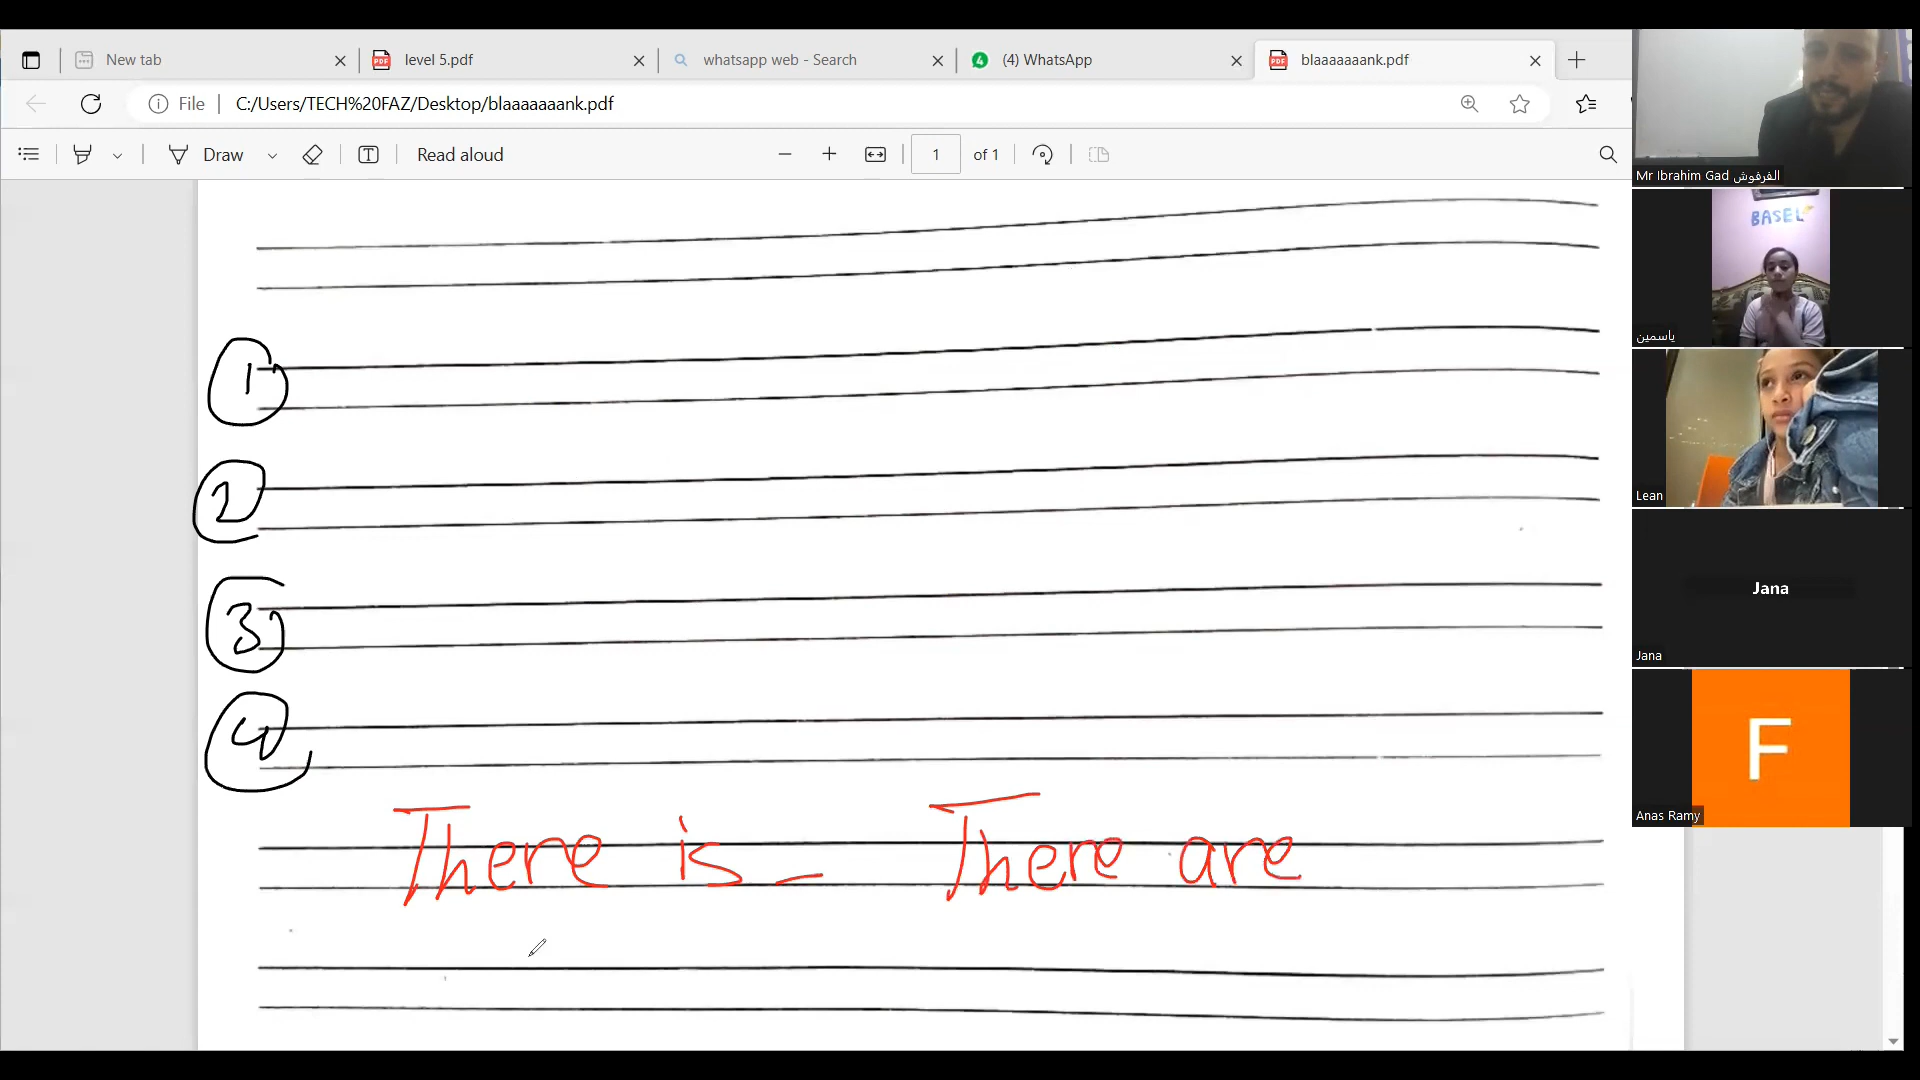 New tab
level 5.pdf
whatsapp web - Search
4
(4) WhatsApp
blaaaaaaank.pdf
File
C:/Users/TECH%20FAZ/Desktop/blaaaaaaank.pdf
Draw
T
Read aloud
1
of 1
1
2
3
4
There is - There are
Mr Ibrahim Gad الفرفوش
BASEL
ياسمين
Lean
Jana
Jana
F
Anas Ramy